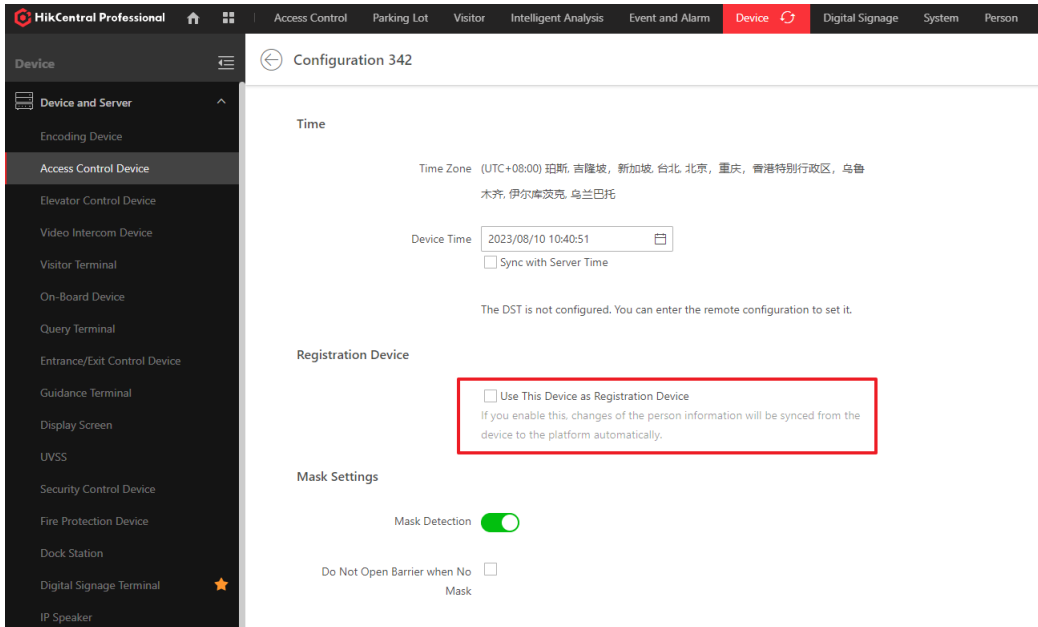 HikCentral Professional
Access Control
Parking Lot
Visitor
Intelligent Analysis
Event and Alarm
Device
Digital Signage
System
Person
Device
Device and Server
Encoding Device
Access Control Device
Elevator Control Device
Video Intercom Device
Visitor Terminal
On-Board Device
Query Terminal
Entrance/Exit Control Device
Guidance Terminal
Display Screen
UVSS
Security Control Device
Fire Protection Device
Dock Station
Digital Signage Terminal
IP Speaker
Configuration 342
Time
Time Zone (UTC+08:00) 珀斯, 吉隆坡，新加坡, 台北, 北京，重庆，香港特别行政区，乌鲁
木齐, 伊尔库茨克, 乌兰巴托
Device Time 2023/08/10 10:40:51
Sync with Server Time
The DST is not configured. You can enter the remote configuration to set it.
Registration Device
Use This Device as Registration Device
If you enable this, changes of the person information will be synced from the
device to the platform automatically.
Mask Settings
Mask Detection
Do Not Open Barrier when No
Mask